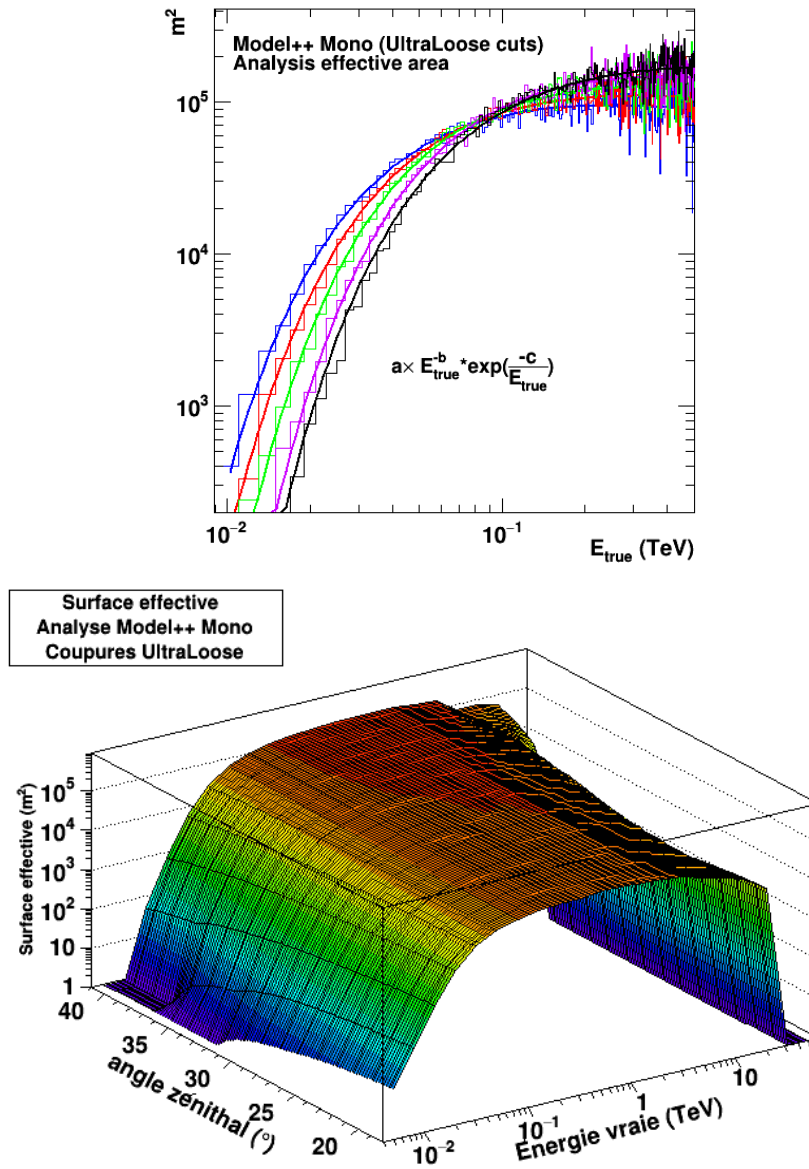 m²
Model++ Mono (UltraLoose cuts)
Analysis effective area
10⁵
10⁴
10³
a× E_true^-b * exp(-c/E_true)
10⁻² 10⁻¹
E_true (TeV)
Surface effective
Analyse Model++ Mono
Coupures UltraLoose
Surface effective (m²)
10⁵
10⁴
10³
10²
10
1
40
35
30
25
20
angle zénithal (°)
10⁻²
10⁻¹
1
10
Energie vraie (TeV)